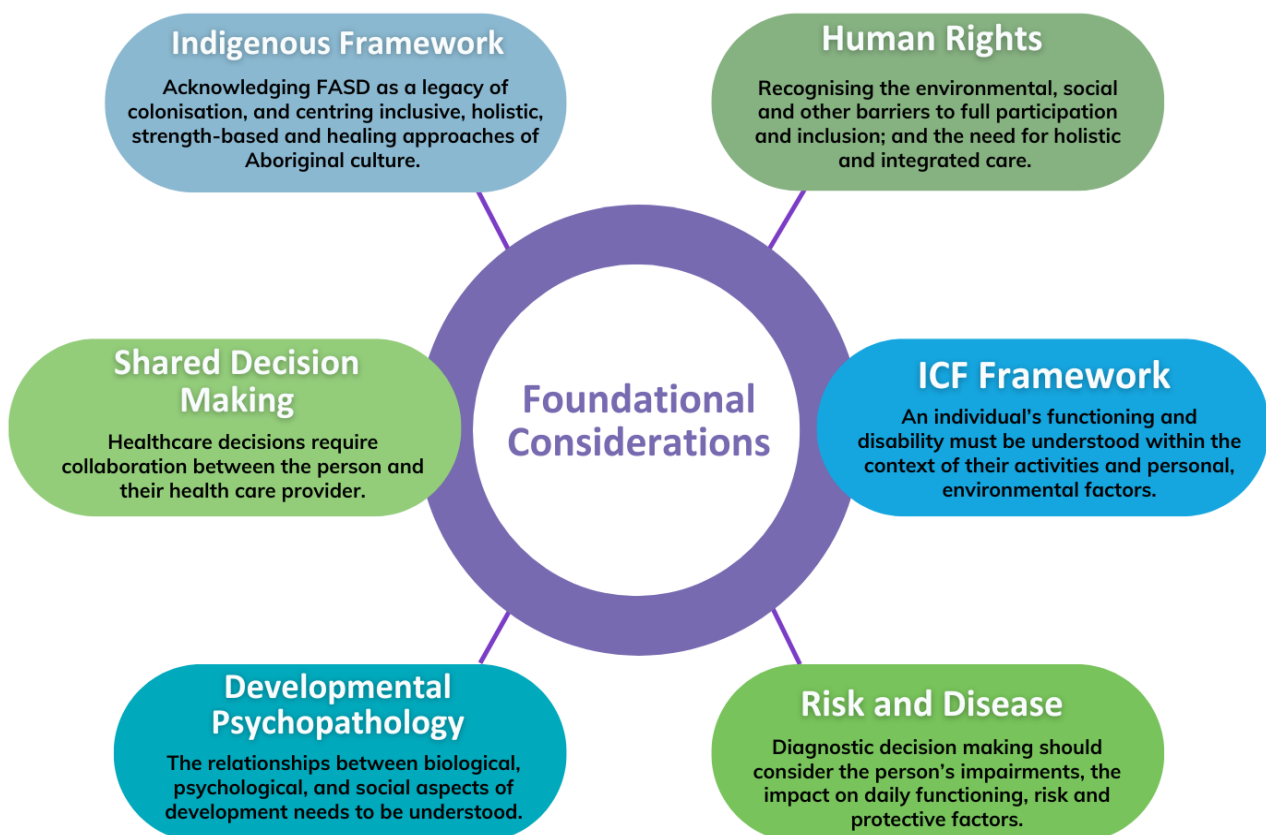 Indigenous Framework
Acknowledging FASD as a legacy of
colonisation, and centring inclusive, holistic,
strength-based and healing approaches of
Aboriginal culture.
Human Rights
Recognising the environmental, social
and other barriers to full participation
and inclusion; and the need for holistic
and integrated care.
Shared Decision
Making
Healthcare decisions require
collaboration between the person and
their health care provider.
Foundational
Considerations
ICF Framework
An individual's functioning and
disability must be understood within the
context of their activities and personal,
environmental factors.
Developmental
Psychopathology
The relationships between biological,
psychological, and social aspects of
development needs to be understood.
Risk and Disease
Diagnostic decision making should
consider the person's impairments, the
impact on daily functioning, risk and
protective factors.